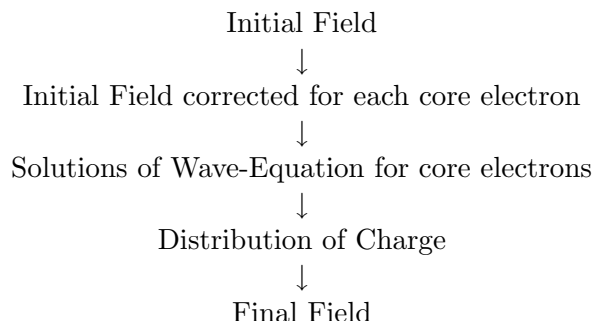 Initial Field
↓
Initial Field corrected for each core electron
↓
Solutions of Wave-Equation for core electrons
↓
Distribution of Charge
↓
Final Field